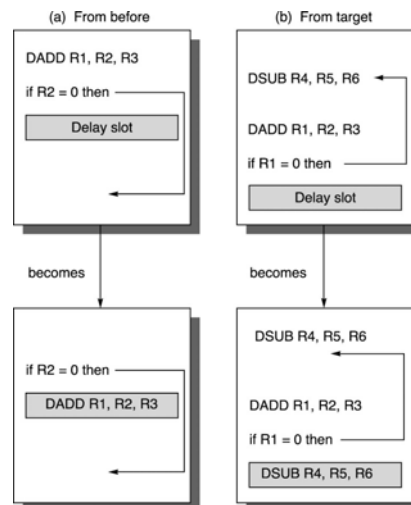 (a) From before
DADD R1, R2, R3
if R2 = 0 then
Delay slot
becomes
if R2 = 0 then
DADD R1, R2, R3
(b) From target
DSUB R4, R5, R6
DADD R1, R2, R3
if R1 = 0 then
Delay slot
becomes
DSUB R4, R5, R6
DADD R1, R2, R3
if R1 = 0 then
DSUB R4, R5, R6